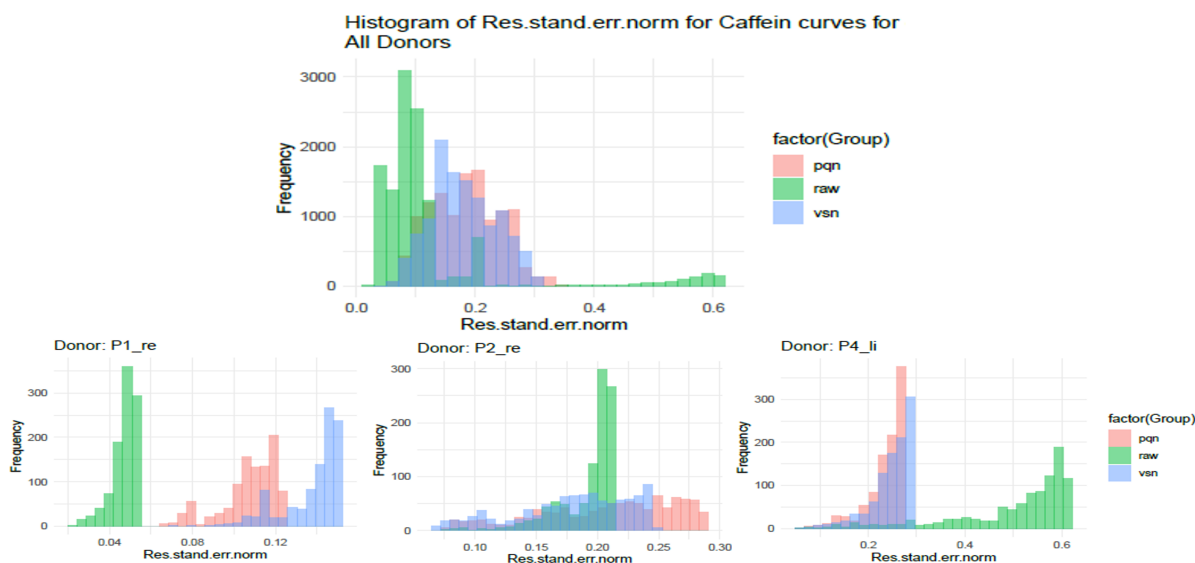 Histogram of Res.stand.err.norm for Caffein curves for
All Donors
3000
2000
1000
0
Frequency
0.0 0.2 0.4 0.6
Res.stand.err.norm
factor(Group)
pqn
raw
vsn
Donor: P1_re
300
200
100
0
Frequency
0.04 0.08 0.12
Res.stand.err.norm
Donor: P2_re
300
200
100
0
Frequency
0.10 0.15 0.20 0.25 0.30
Res.stand.err.norm
Donor: P4_li
300
200
100
0
Frequency
0.2 0.4 0.6
Res.stand.err.norm
factor(Group)
pqn
raw
vsn